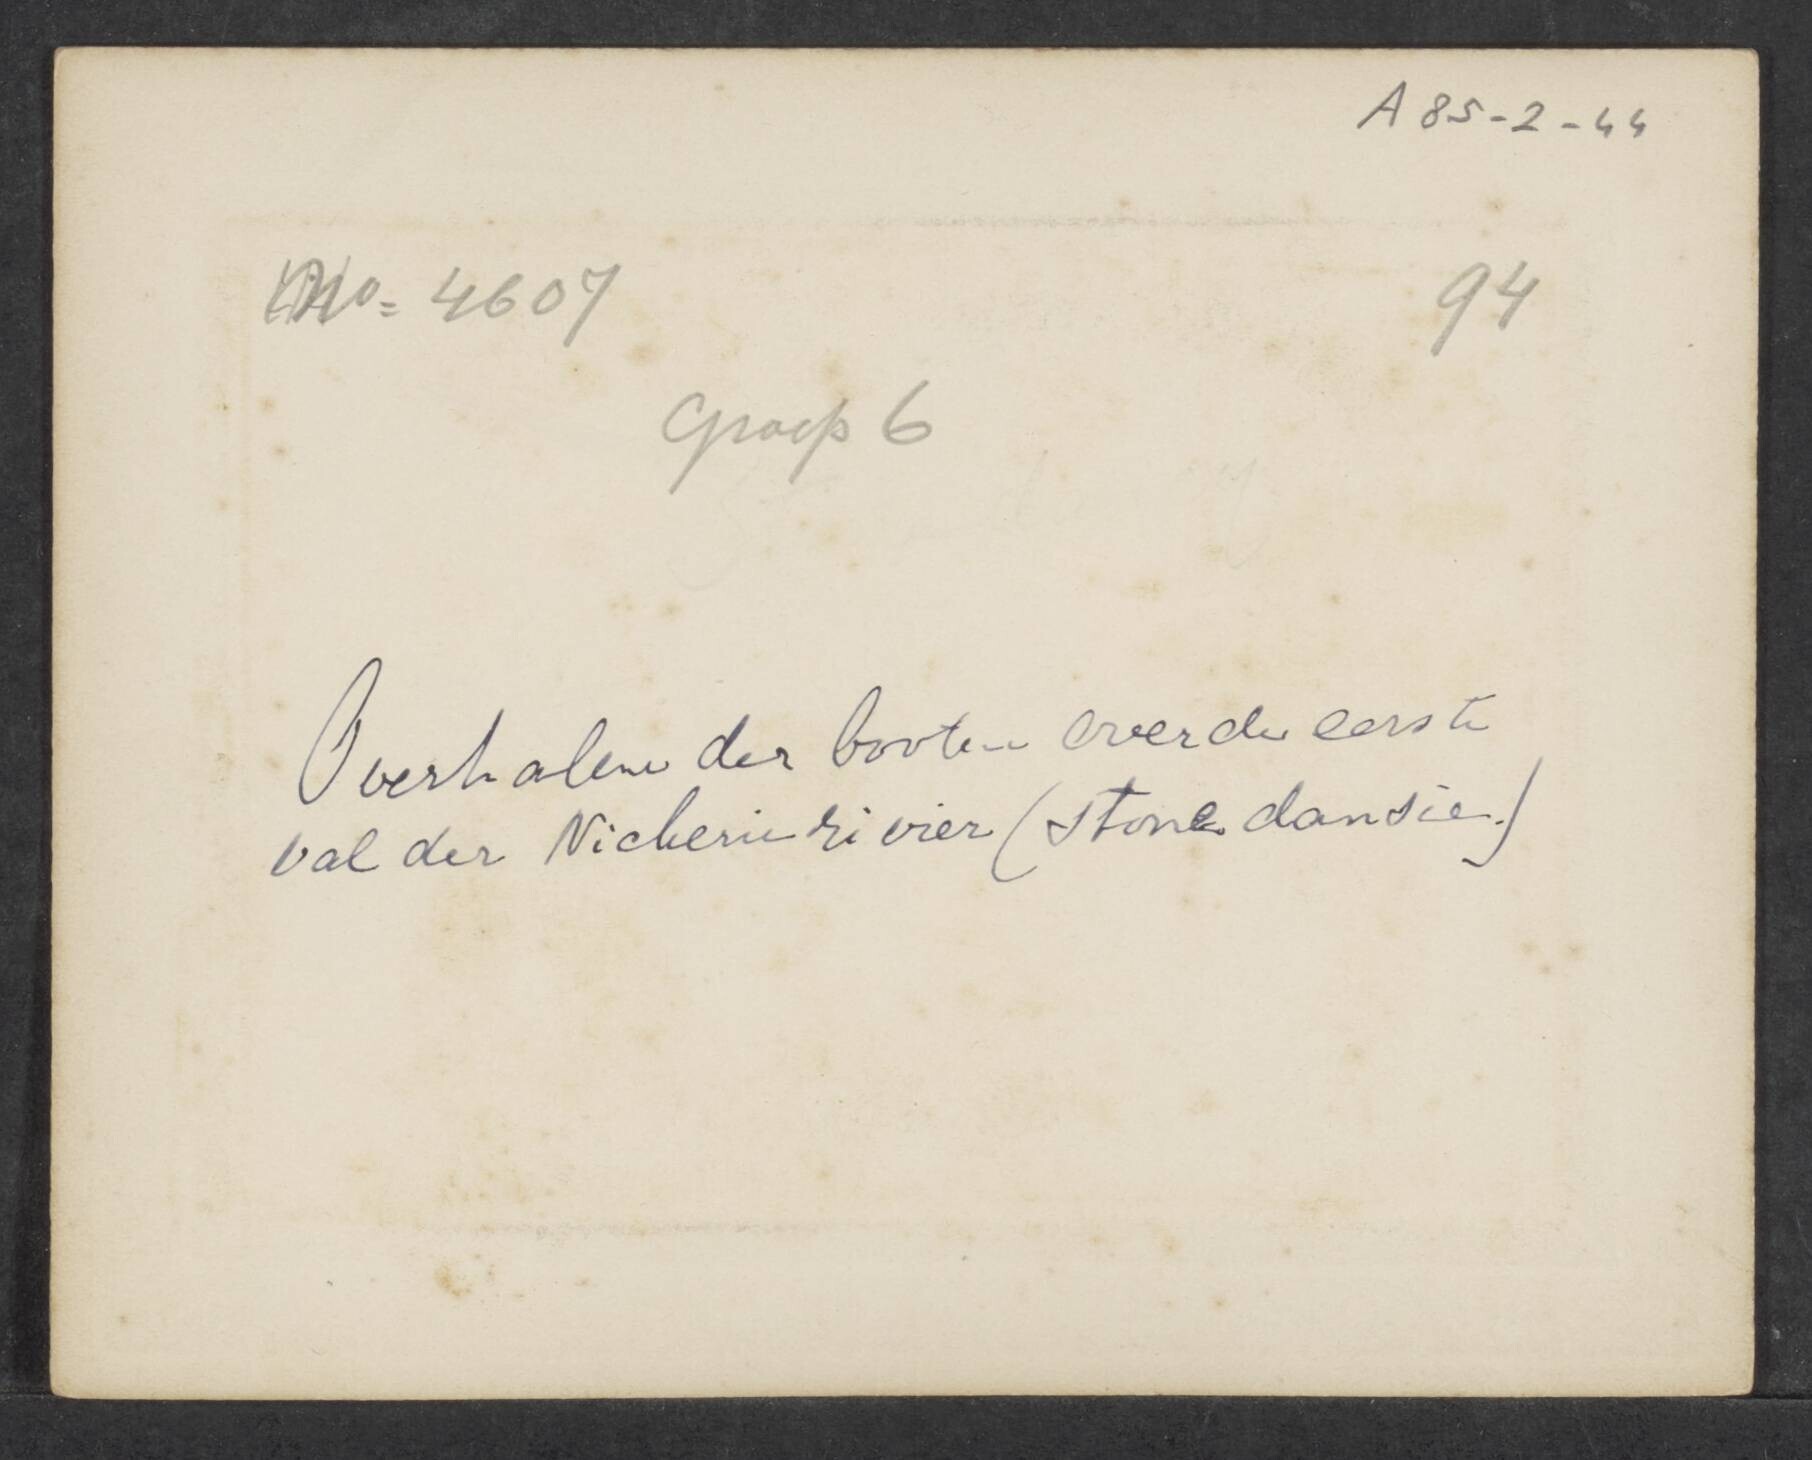 A 85-2-44
No= 4607
94
Groep 6
Overhalen der booten over de eerste
val der Nickerie rivier (stone dansie.)